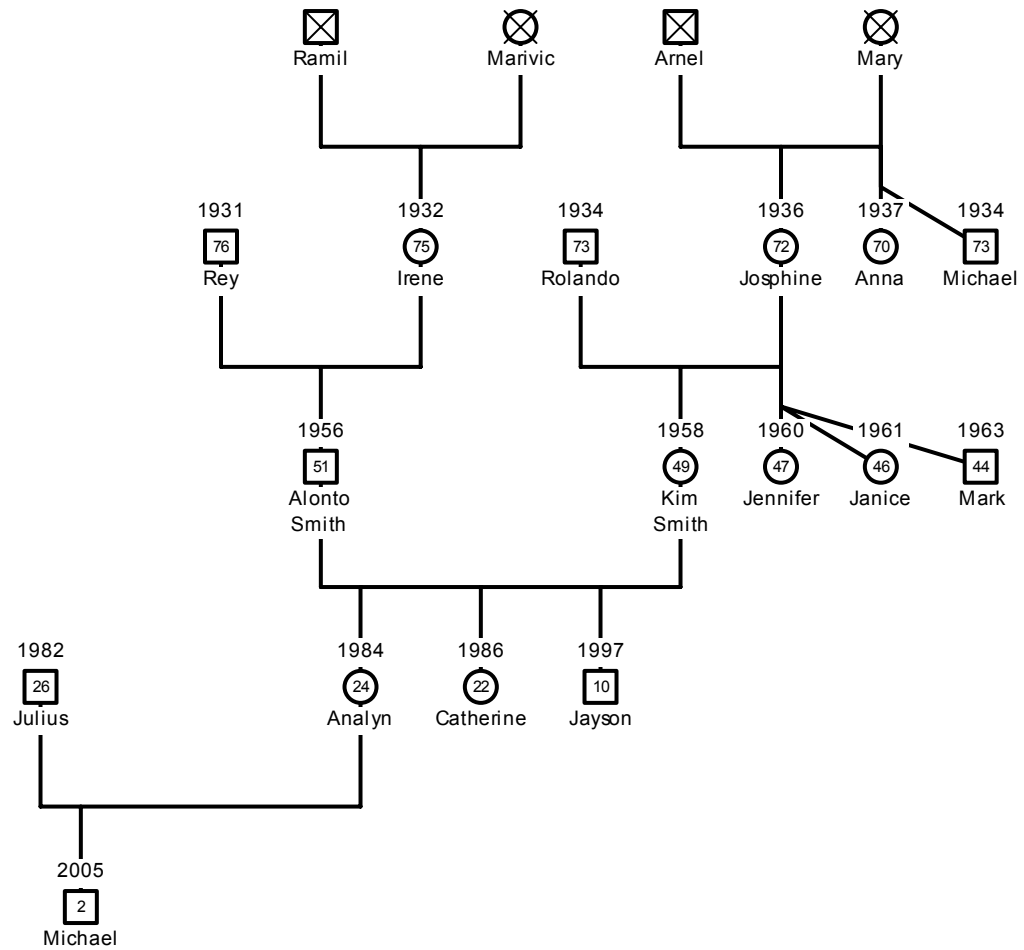 Ramil Marivic Arnel Mary
1931 1932 1934 1936 1937 1934
76 75 73 72 70 73
Rey Irene Rolando Josphine Anna Michael
1956 1958 1960 1961 1963
51 49 47 46 44
Alonto Kim Jennifer Janice Mark
Smith Smith
1982 1984 1986 1997
26 24 22 10
Julius Analyn Catherine Jayson
2005
2
Michael